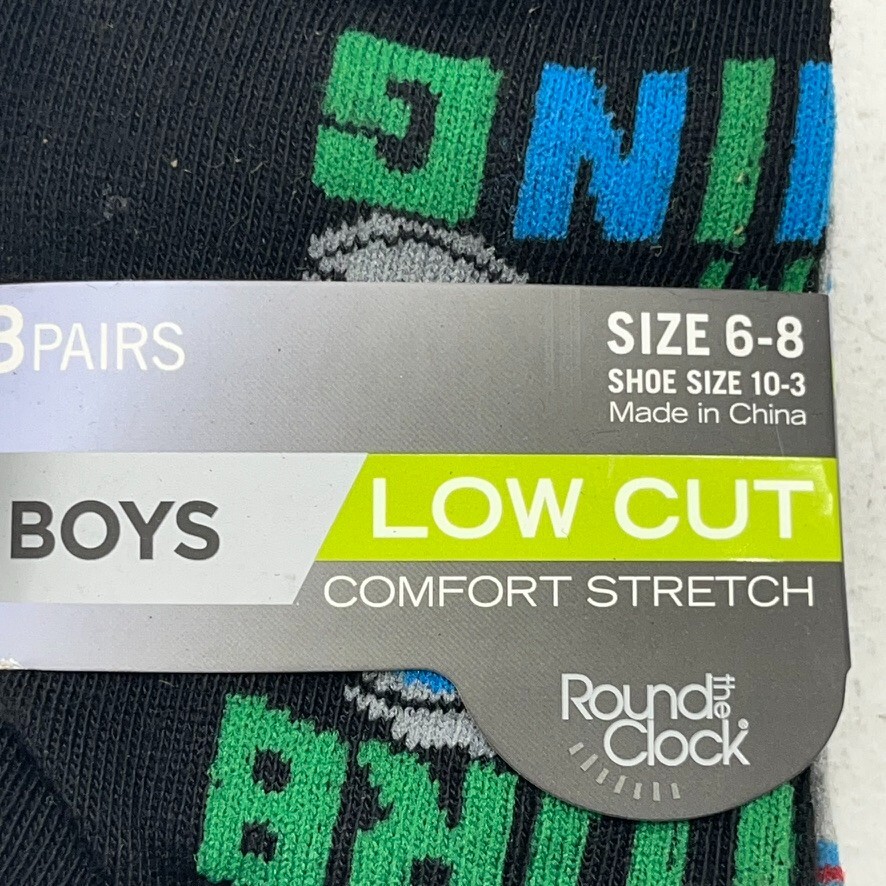 3 PAIRS
SIZE 6-8
SHOE SIZE 10-3
Made in China
BOYS
LOW CUT
COMFORT STRETCH
Round the Clock®